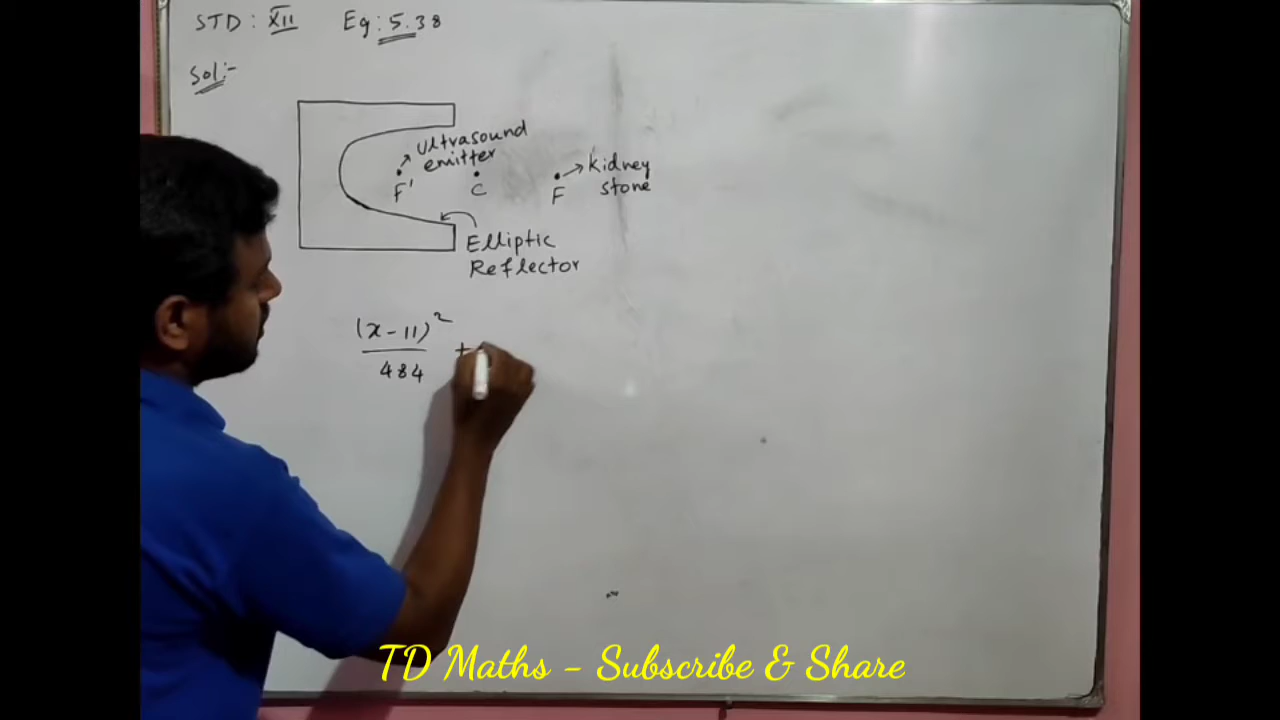 STD : XII Eg : 5.38
Sol:-
Ultrasound
emitter
Kidney
stone
F'
C
F
Elliptic
Reflector
(x-11)²
484
+
TD Maths - Subscribe & Share